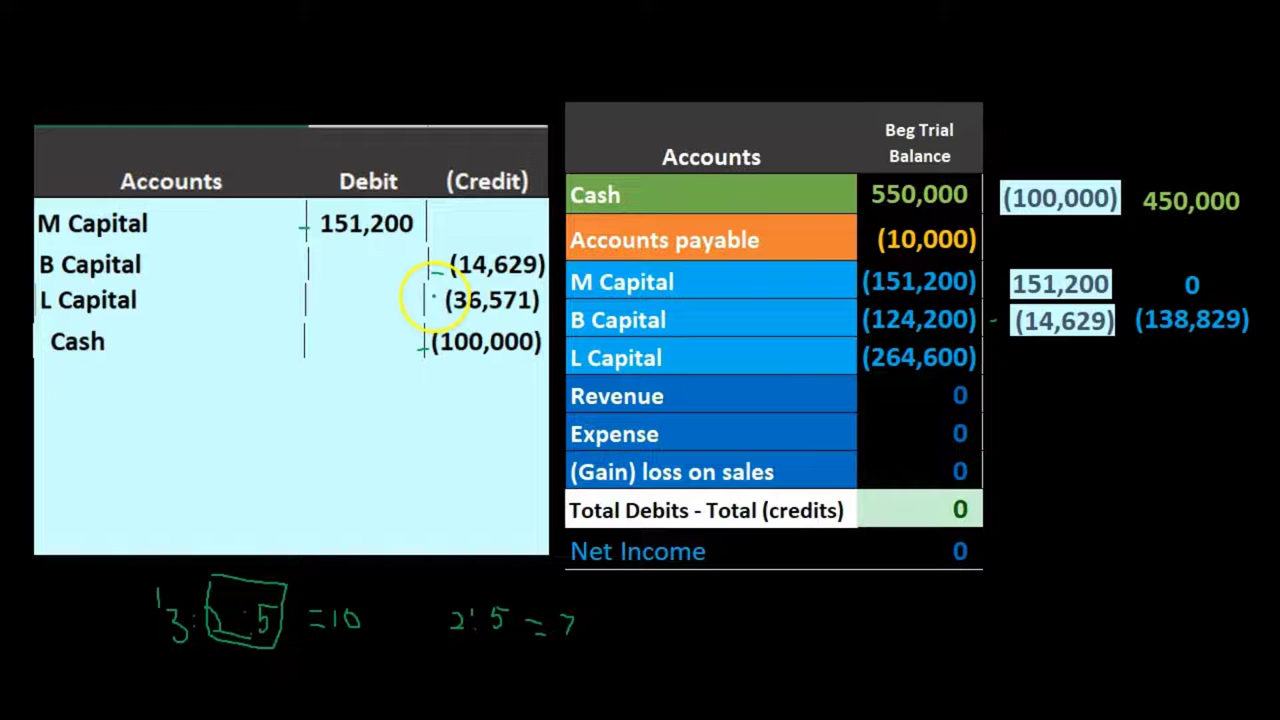 Accounts Debit (Credit)
M Capital 151,200
B Capital (14,629)
L Capital (36,571)
Cash (100,000)
Accounts Beg Trial Balance
Cash 550,000 (100,000) 450,000
Accounts payable (10,000)
M Capital (151,200) 151,200 0
B Capital (124,200) (14,629) (138,829)
L Capital (264,600)
Revenue 0
Expense 0
(Gain) loss on sales 0
Total Debits - Total (credits) 0
Net Income 0
3: 2:5 =10 2:5 =7